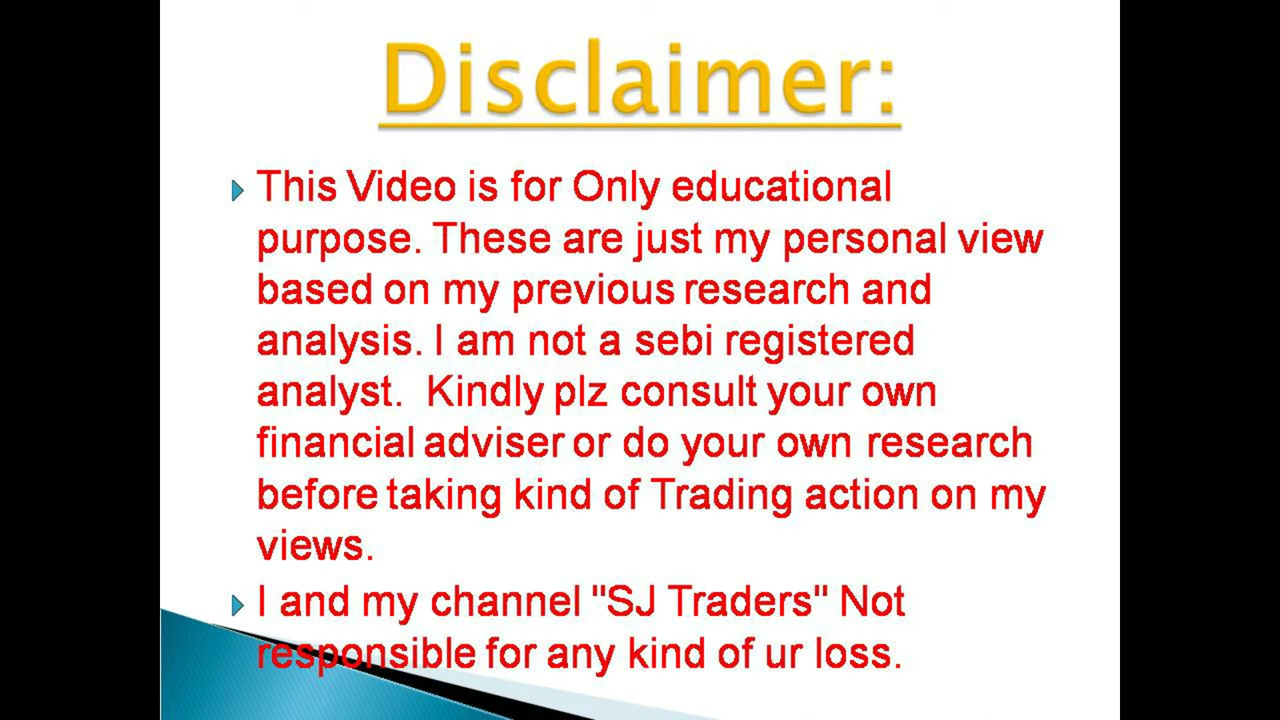 Disclaimer:
This Video is for Only educational
purpose. These are just my personal view
based on my previous research and
analysis. I am not a sebi registered
analyst.  Kindly plz consult your own
financial adviser or do your own research
before taking kind of Trading action on my
views.
I and my channel "SJ Traders" Not
responsible for any kind of ur loss.